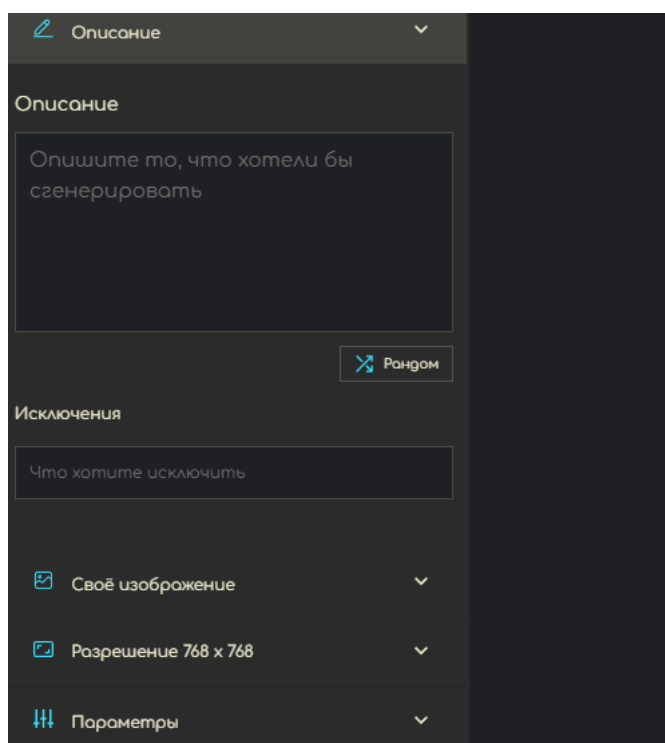 Описание
Описание
Опишите то, что хотели бы
сгенерировать
Рандом
Исключения
Что хотите исключить
Своё изображение
Разрешение 768 x 768
Параметры